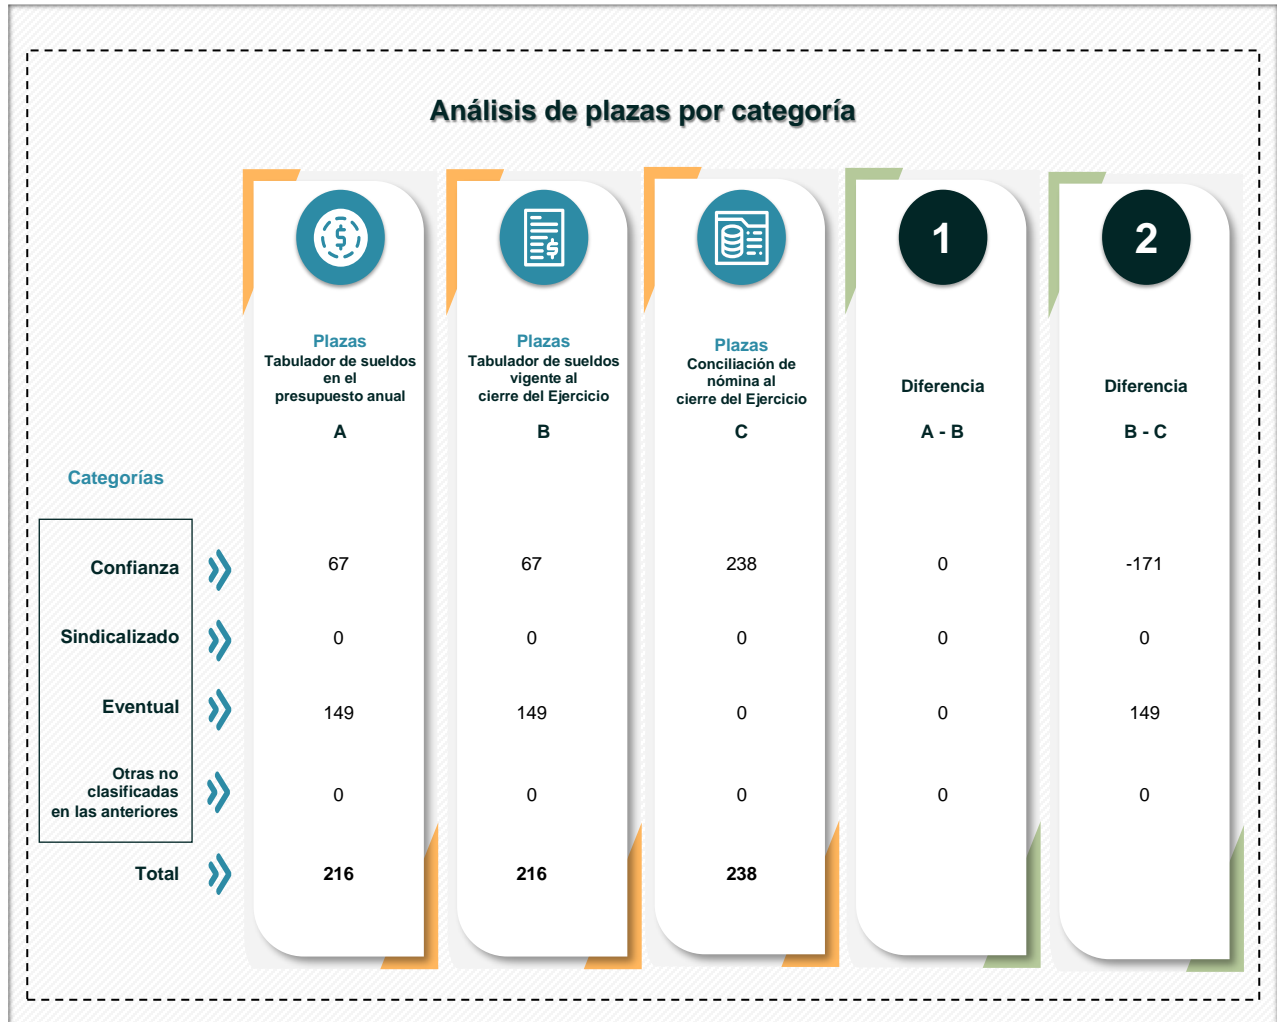 Análisis de plazas por categoría
1
2
Plazas
Tabulador de sueldos
en el
presupuesto anual
A
Plazas
Tabulador de sueldos
vigente al
cierre del Ejercicio
B
Plazas
Conciliación de
nómina al
cierre del Ejercicio
C
Diferencia
A - B
Diferencia
B - C
Categorías
Confianza 67 67 238 0 -171
Sindicalizado 0 0 0 0 0
Eventual 149 149 0 0 149
Otras no
clasificadas
en las anteriores 0 0 0 0 0
Total 216 216 238